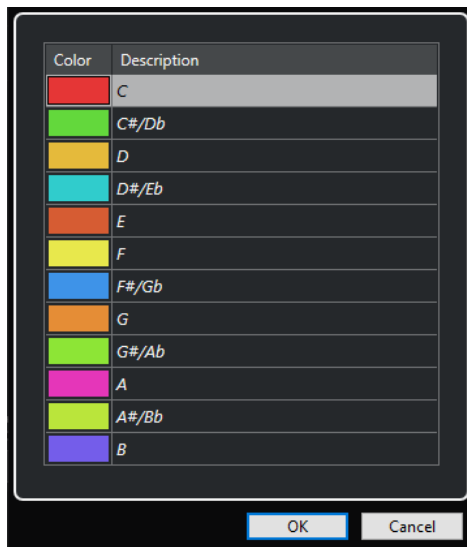 Color Description
C
C#/Db
D
D#/Eb
E
F
F#/Gb
G
G#/Ab
A
A#/Bb
B
OK Cancel